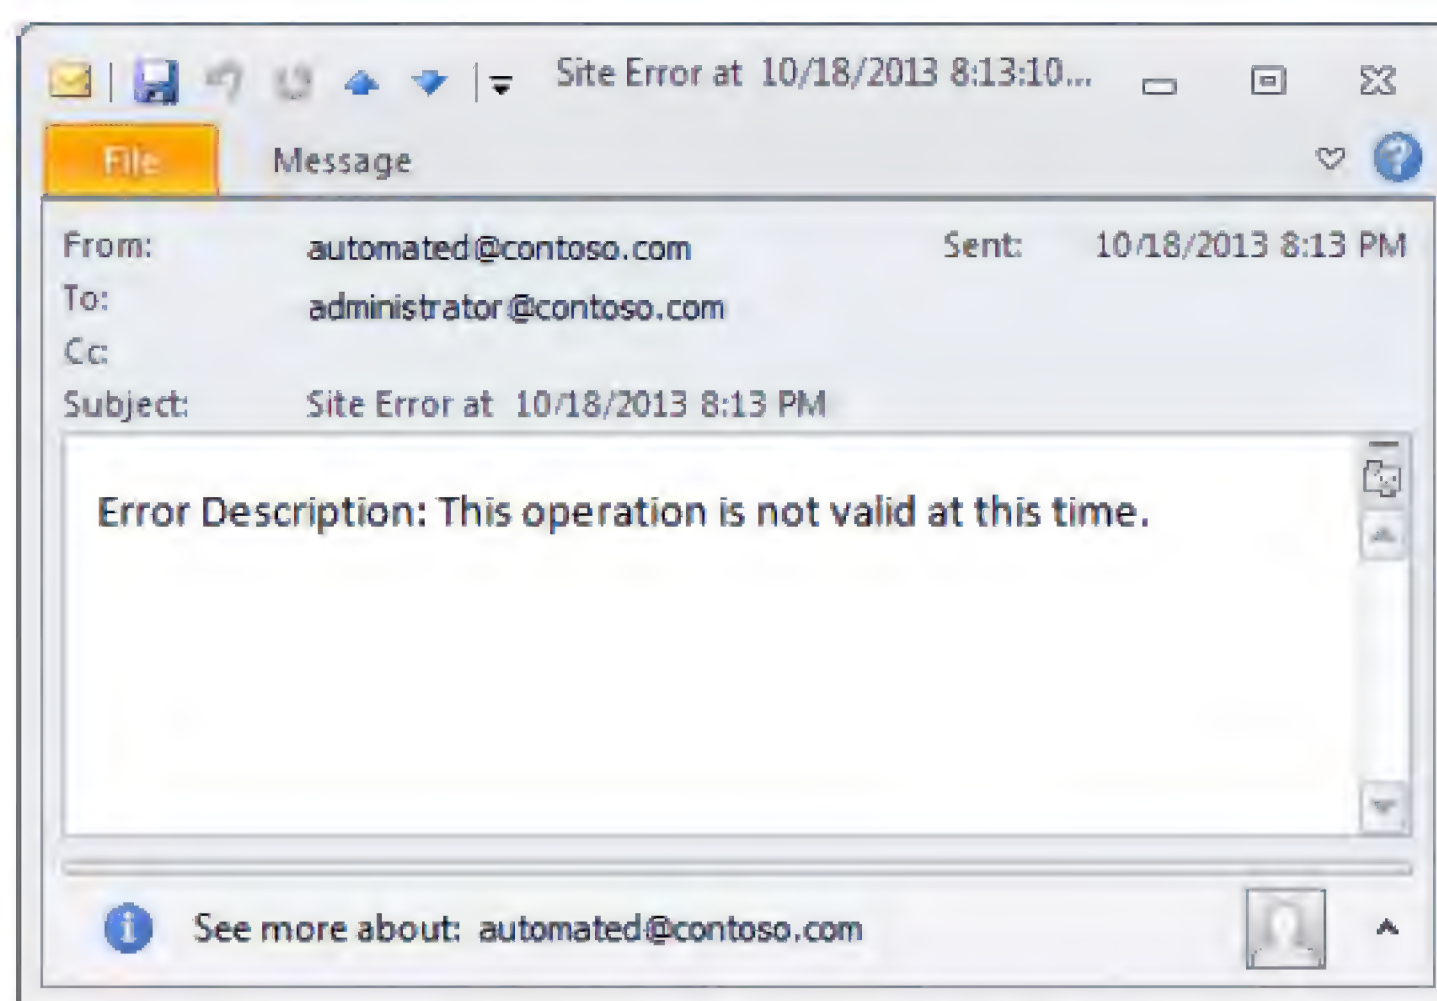 Site Error at 10/18/2013 8:13:10...
File Message
From: automated@contoso.com Sent: 10/18/2013 8:13 PM
To: administrator@contoso.com
Cc:
Subject: Site Error at 10/18/2013 8:13 PM
Error Description: This operation is not valid at this time.
See more about: automated@contoso.com